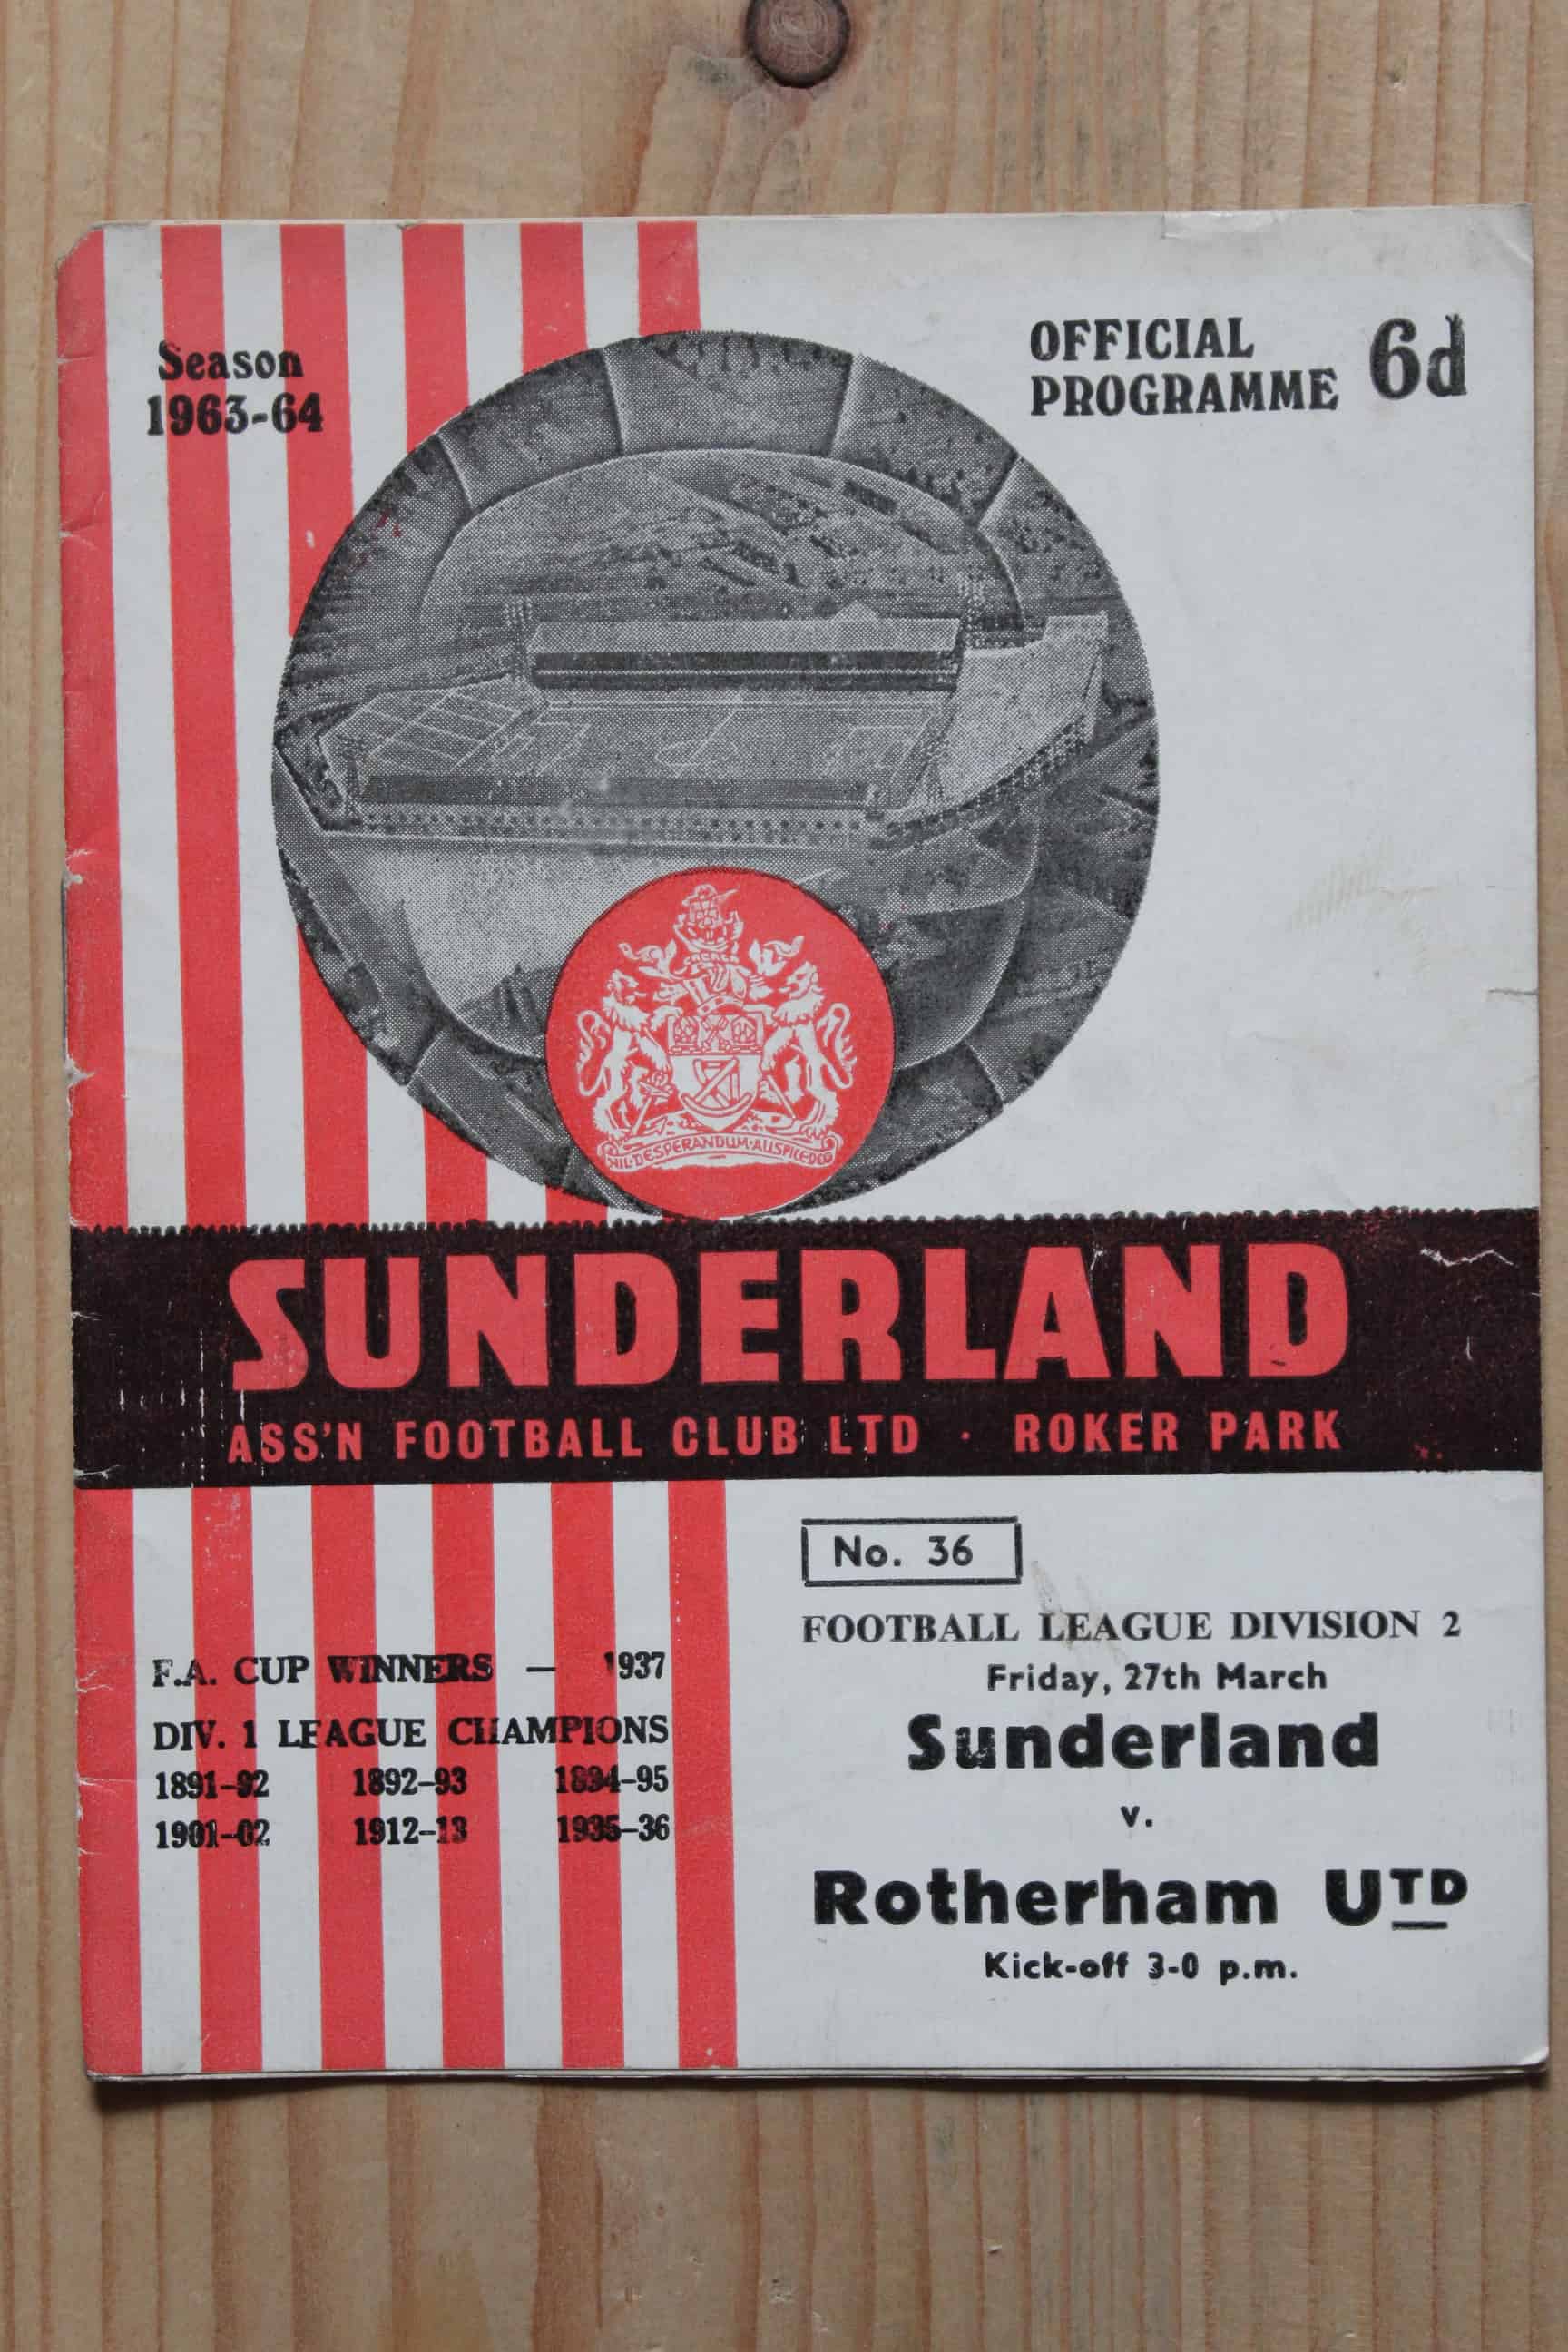 Season
1963-64
OFFICIAL
PROGRAMME 6d
NIL·DESPERANDUM·AUSPICE·DEO
SUNDERLAND
ASS'N FOOTBALL CLUB LTD · ROKER PARK
No. 36
FOOTBALL LEAGUE DIVISION 2
Friday, 27th March
Sunderland
v.
Rotherham UTD
Kick-off 3-0 p.m.
F.A. CUP WINNERS — 1937
DIV. 1 LEAGUE CHAMPIONS
1891-92 1892-93 1894-95
1901-02 1912-13 1935-36